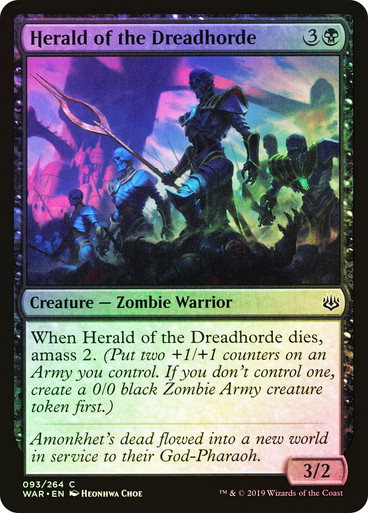 Herald of the Dreadhorde 3
Creature — Zombie Warrior
When Herald of the Dreadhorde dies,
amass 2. (Put two +1/+1 counters on an
Army you control. If you don't control one,
create a 0/0 black Zombie Army creature
token first.)
Amonkhet's dead flowed into a new world
in service to their God-Pharaoh.
3/2
093/264 C
WAR • EN Heonhwa Choe
™ & © 2019 Wizards of the Coast